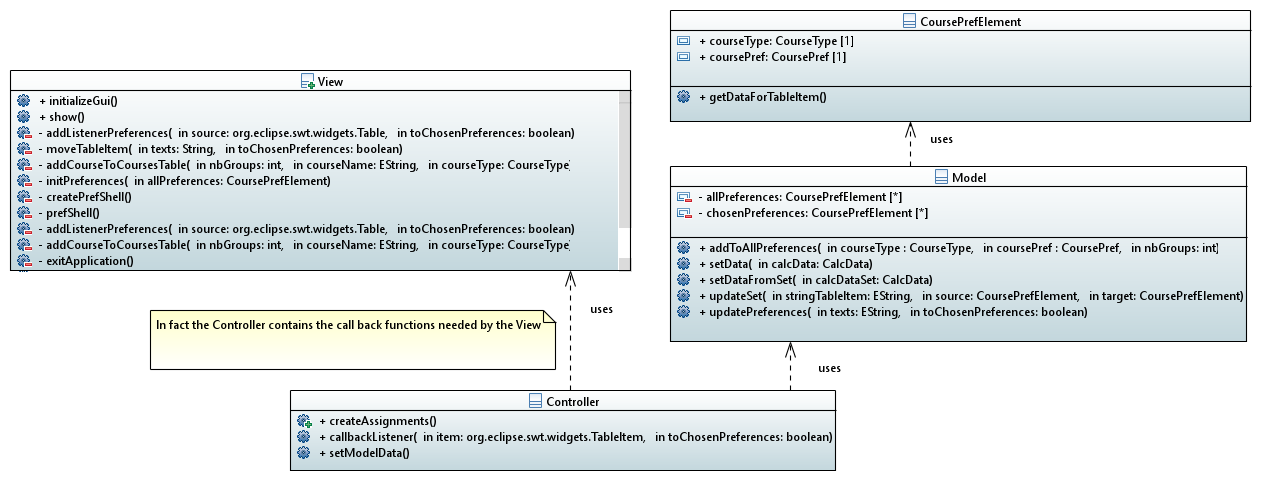 CoursePrefElement
+ courseType: CourseType [1]
+ coursePref: CoursePref [1]
+ getDataForTableItem()
View
+ initializeGui()
+ show()
- addListenerPreferences( in source: org.eclipse.swt.widgets.Table, in toChosenPreferences: boolean)
- moveTableItem( in texts: String, in toChosenPreferences: boolean)
- addCourseToCoursesTable( in nbGroups: int, in courseName: EString, in courseType: CourseType)
- initPreferences( in allPreferences: CoursePrefElement)
- createPrefShell()
- prefShell()
- addListenerPreferences( in source: org.eclipse.swt.widgets.Table, in toChosenPreferences: boolean)
- addCourseToCoursesTable( in nbGroups: int, in courseName: EString, in courseType: CourseType)
- exitApplication()
uses
Model
- allPreferences: CoursePrefElement [*]
- chosenPreferences: CoursePrefElement [*]
+ addToAllPreferences( in courseType : CourseType, in coursePref : CoursePref, in nbGroups: int)
+ setData( in calcData: CalcData)
+ setDataFromSet( in calcDataSet: CalcData)
+ updateSet( in stringTableItem: EString, in source: CoursePrefElement, in target: CoursePrefElement)
+ updatePreferences( in texts: EString, in toChosenPreferences: boolean)
uses
In fact the Controller contains the call back functions needed by the View
uses
Controller
+ createAssignments()
+ callbackListener( in item: org.eclipse.swt.widgets.TableItem, in toChosenPreferences: boolean)
+ setModelData()